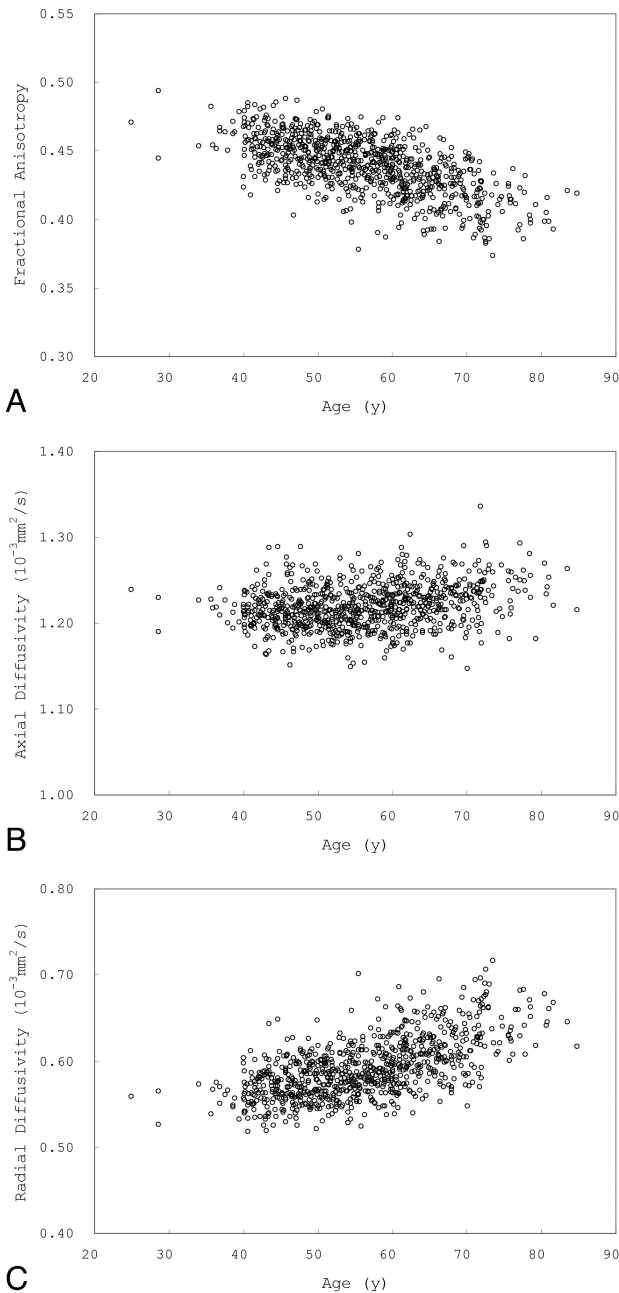 0.55
0.50
0.45
0.40
0.35
0.30
Fractional Anisotropy
20 30 40 50 60 70 80 90
Age (y)
A
1.40
1.30
1.20
1.10
1.00
Axial Diffusivity (10⁻³mm²/s)
20 30 40 50 60 70 80 90
Age (y)
B
0.80
0.70
0.60
0.50
0.40
Radial Diffusivity (10⁻³mm²/s)
20 30 40 50 60 70 80 90
Age (y)
C